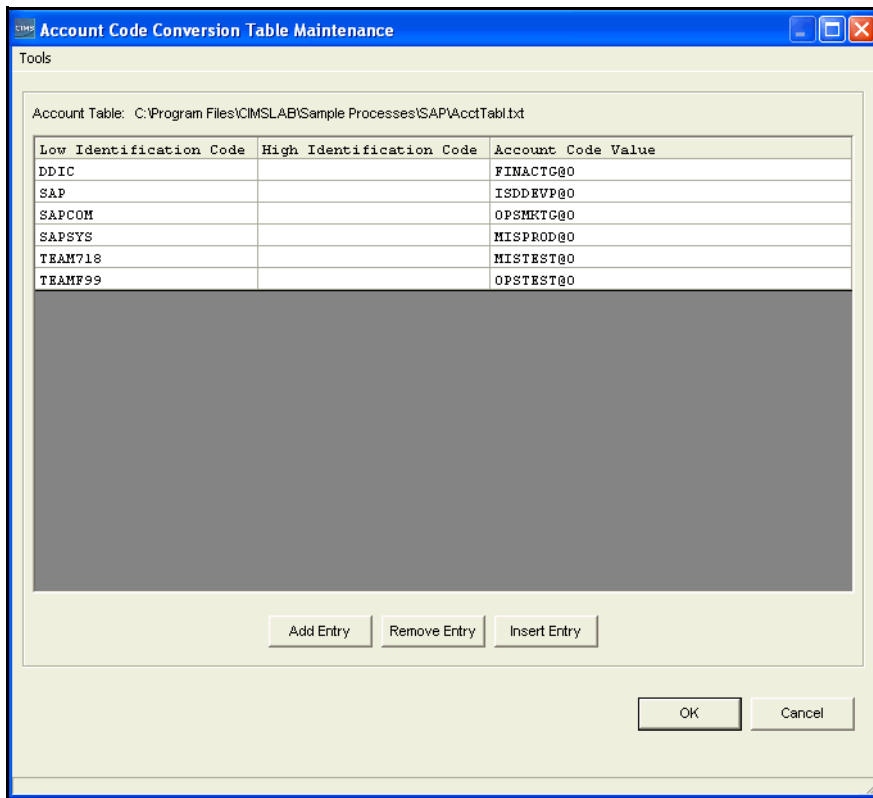 CIMS Account Code Conversion Table Maintenance
Tools
Account Table: C:\Program Files\CIMSLAB\Sample Processes\SAP\AcctTabl.txt
Low Identification Code High Identification Code Account Code Value
DDIC FINACTG@0
SAP ISDDEVP@0
SAPCOM OPSMKTG@0
SAPSYS MISPROD@0
TEAM718 MISTEST@0
TEAMF99 OPSTEST@0
Add Entry Remove Entry Insert Entry
OK Cancel